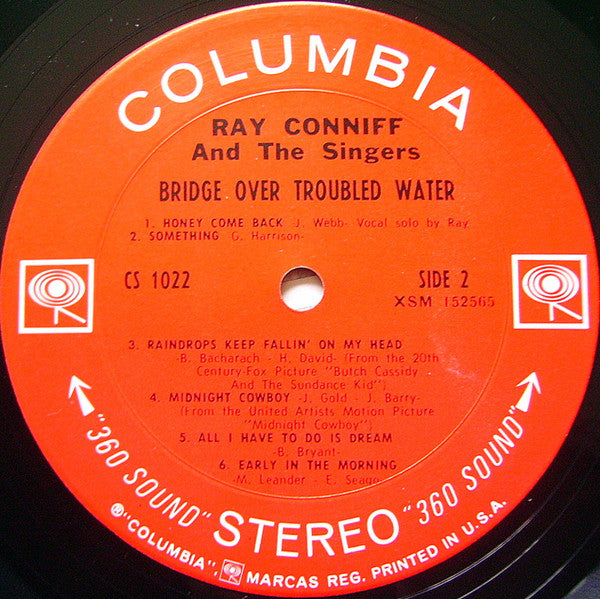 COLUMBIA
RAY CONNIFF
And The Singers
BRIDGE OVER TROUBLED WATER
1. HONEY COME BACK -J. Webb- Vocal solo by Ray
2. SOMETHING -G. Harrison-
CS 1022
SIDE 2
XSM 152565
3. RAINDROPS KEEP FALLIN' ON MY HEAD
-B. Bacharach - H. David- (From the 20th
Century-Fox Picture "Butch Cassidy
And The Sundance Kid")
4. MIDNIGHT COWBOY -J. Gold - J. Barry-
(From the United Artists Motion Picture
"Midnight Cowboy")
5. ALL I HAVE TO DO IS DREAM
-B. Bryant-
6. EARLY IN THE MORNING
-M. Leander - E. Seago-
"360 SOUND" STEREO "360 SOUND"
® "COLUMBIA", MARCAS REG. PRINTED IN U.S.A.